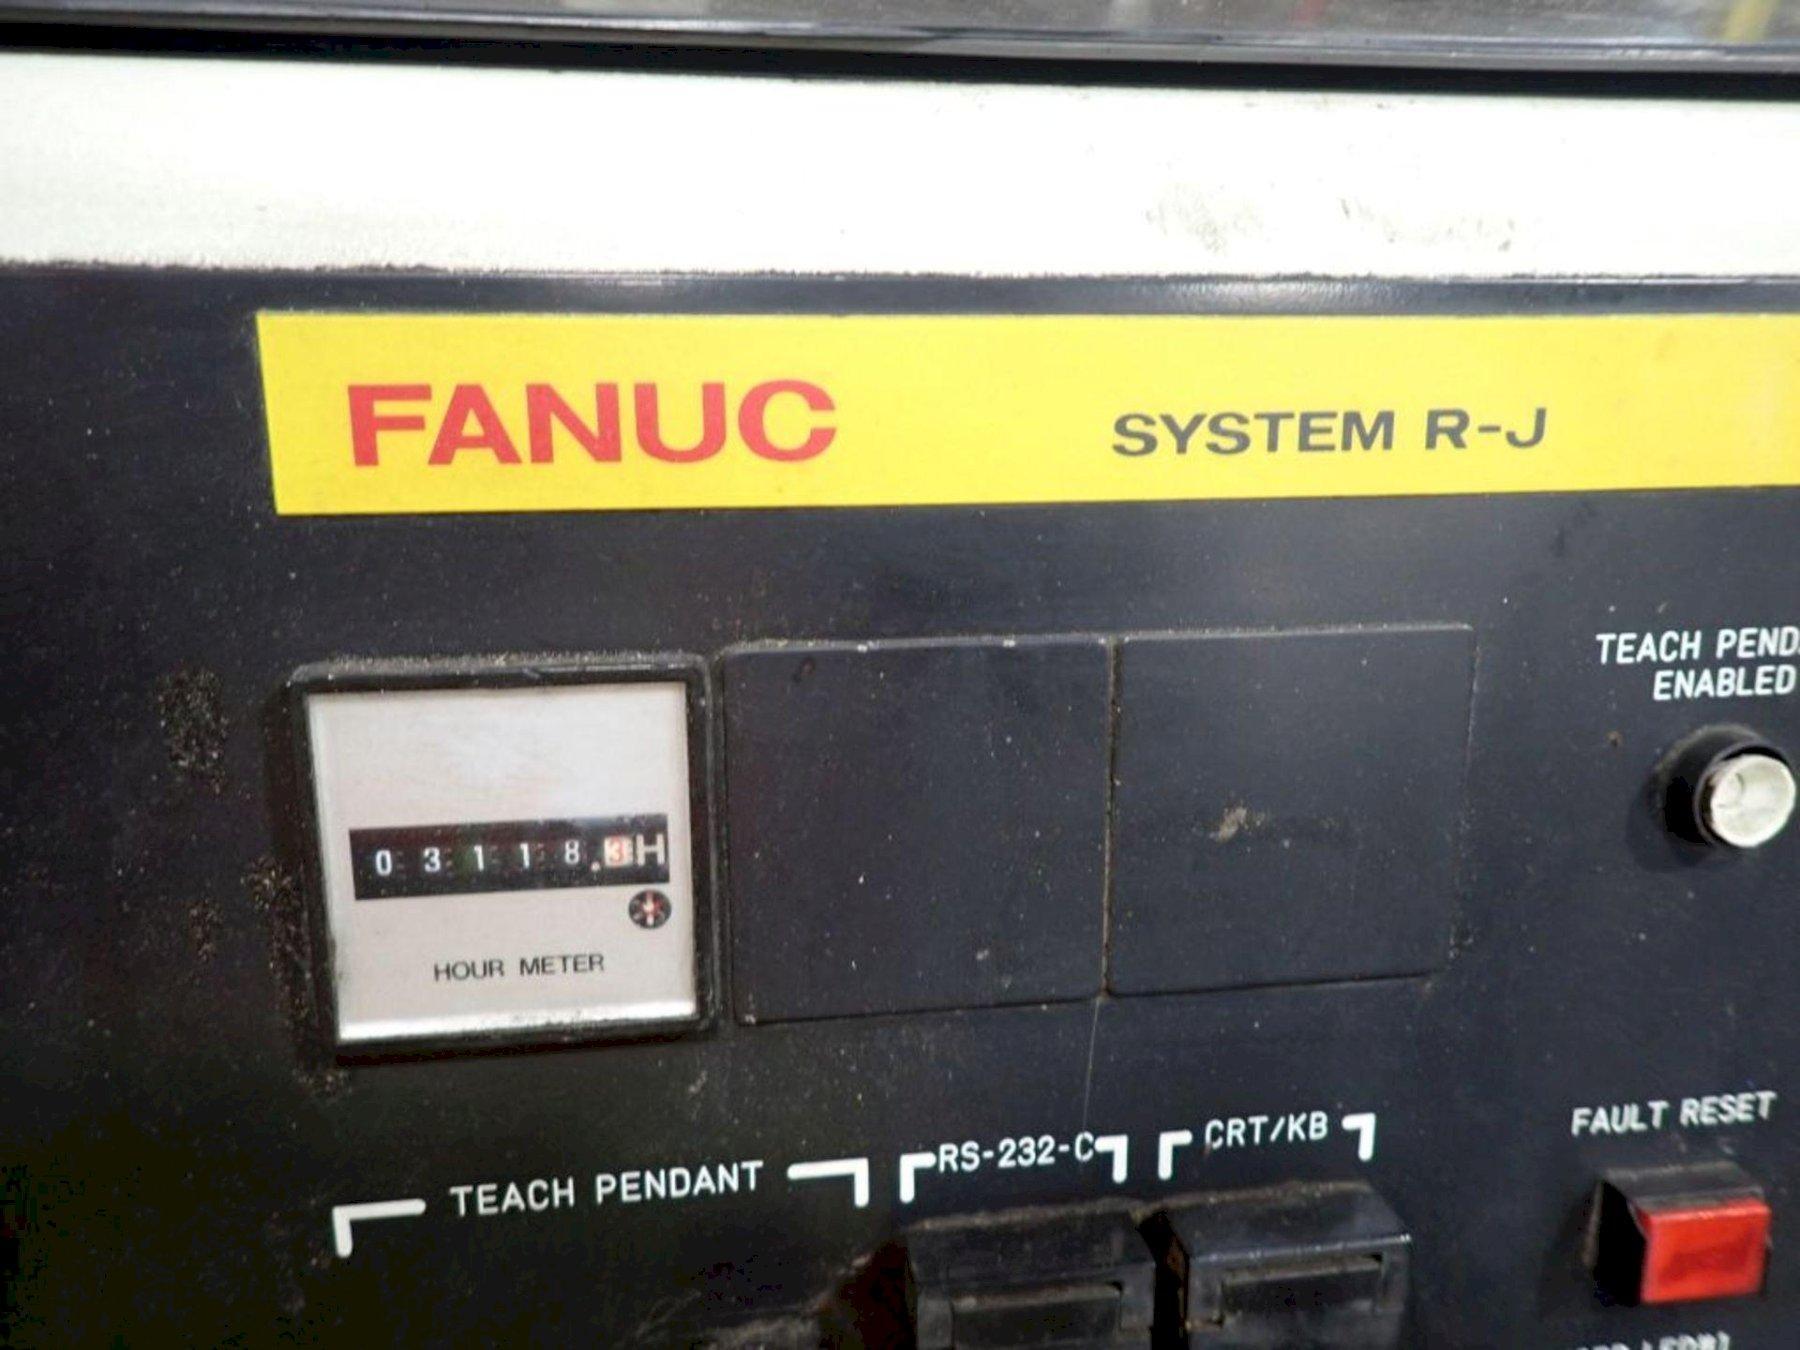 FANUC SYSTEM R-J
TEACH PEND
ENABLED
03118.3H
HOUR METER
FAULT RESET
TEACH PENDANT
RS-232-C
CRT/KB